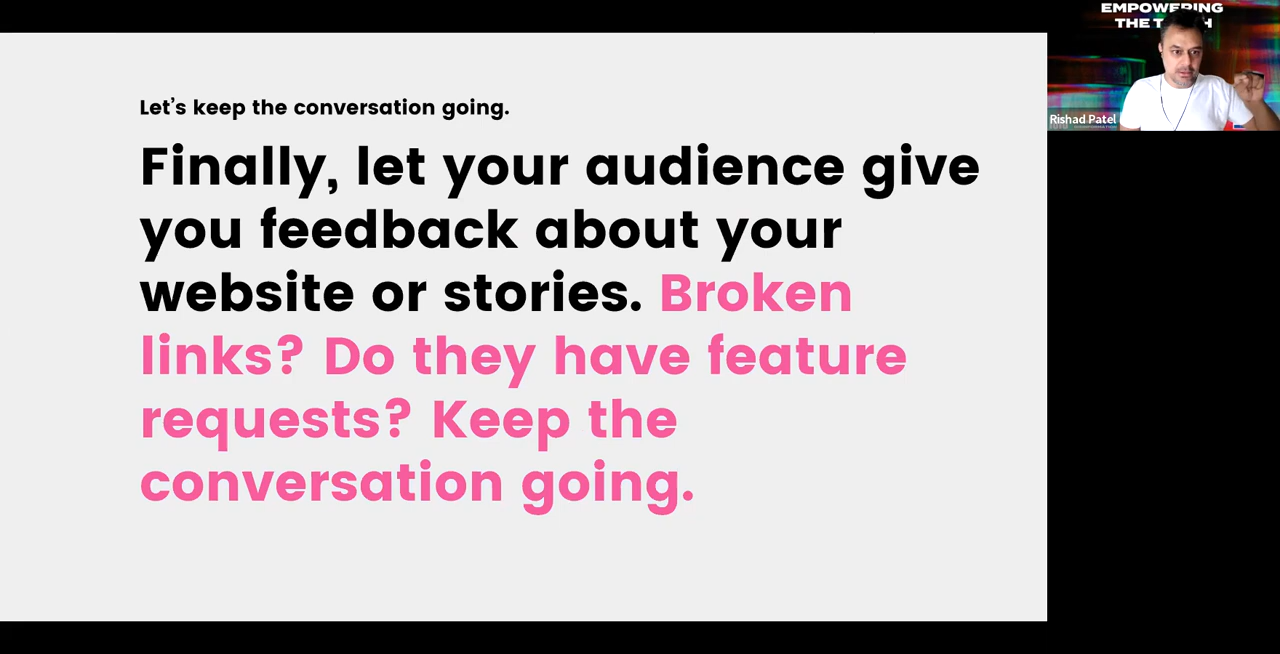 Let's keep the conversation going.
Finally, let your audience give
you feedback about your
website or stories. Broken
links? Do they have feature
requests? Keep the
conversation going.
EMPOWERING
THE
Rishad Patel